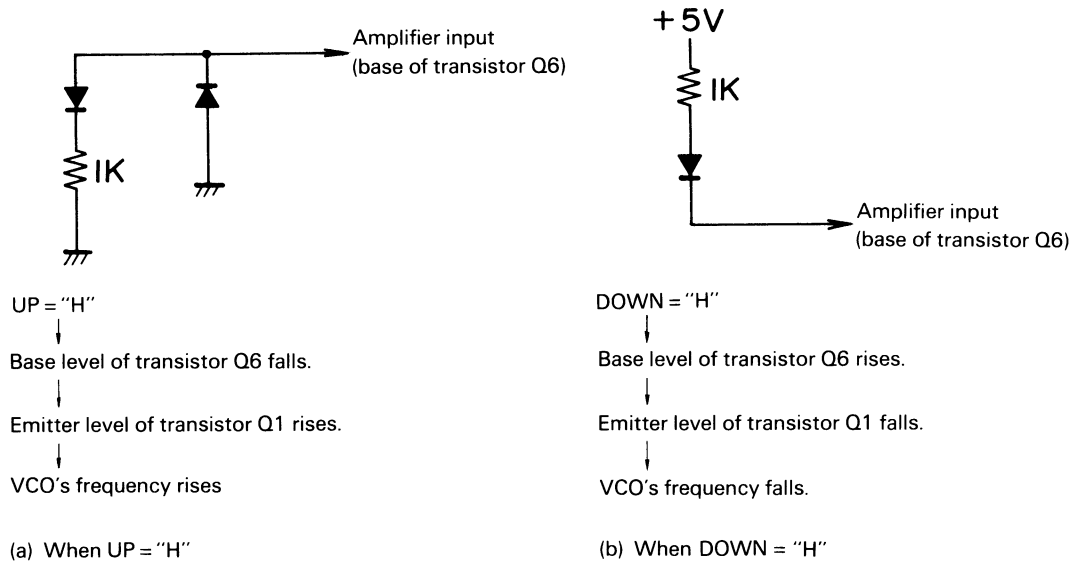 Amplifier input
(base of transistor Q6)
1K
UP = "H"
Base level of transistor Q6 falls.
Emitter level of transistor Q1 rises.
VCO's frequency rises
(a) When UP = "H"
+5V
1K
Amplifier input
(base of transistor Q6)
DOWN = "H"
Base level of transistor Q6 rises.
Emitter level of transistor Q1 falls.
VCO's frequency falls.
(b) When DOWN = "H"